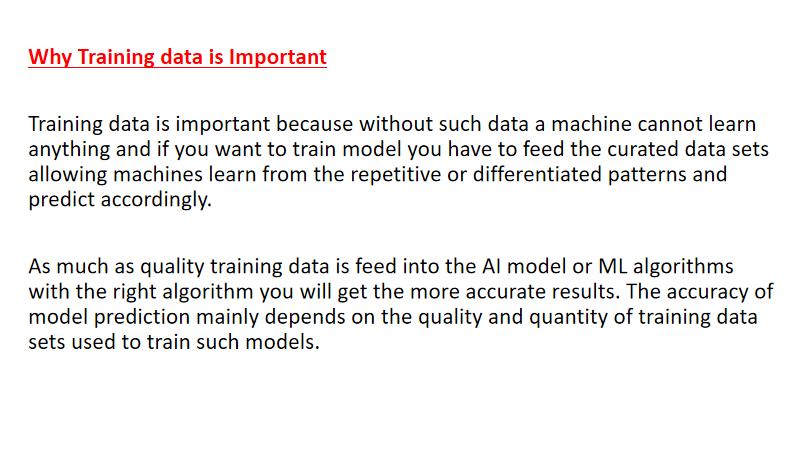 Why Training data is Important
Training data is important because without such data a machine cannot learn
anything and if you want to train model you have to feed the curated data sets
allowing machines learn from the repetitive or differentiated patterns and
predict accordingly.
As much as quality training data is feed into the AI model or ML algorithms
with the right algorithm you will get the more accurate results. The accuracy of
model prediction mainly depends on the quality and quantity of training data
sets used to train such models.